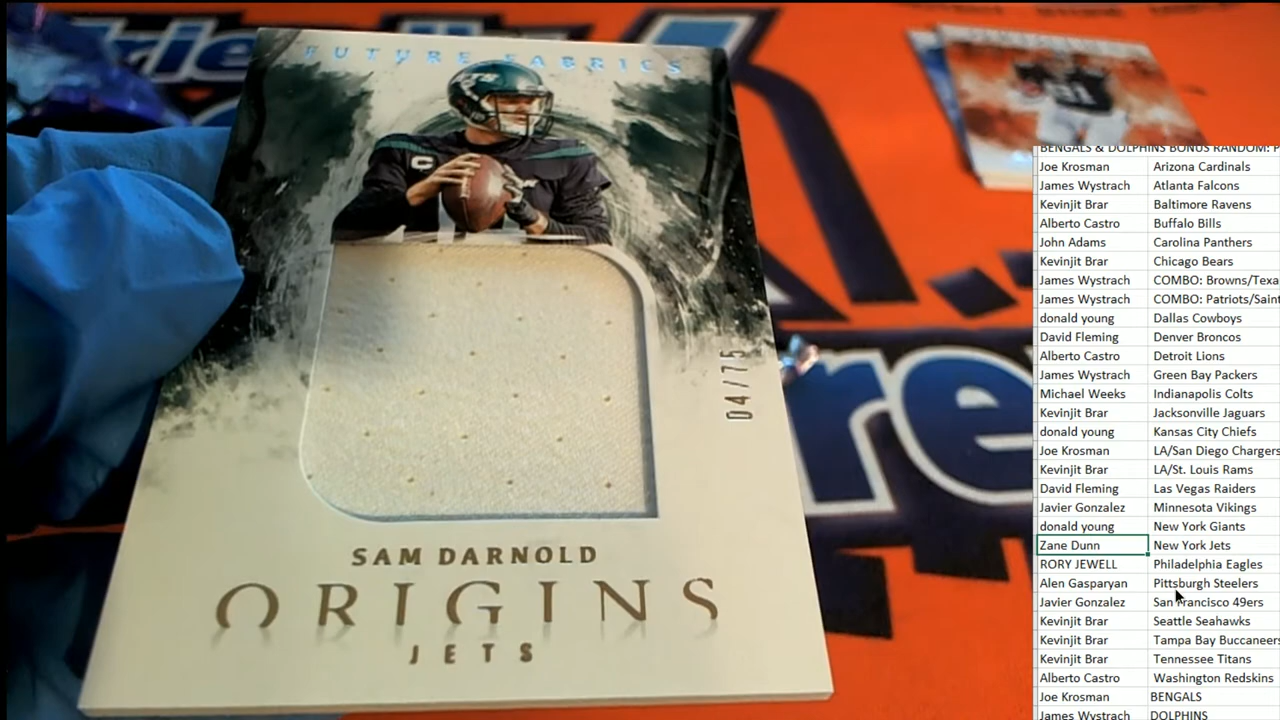 FUTURE FABRICS
C
04/75
SAM DARNOLD
ORIGINS
JETS
BENGALS & DOLPHINS BONUS RANDOM: P
Joe Krosman Arizona Cardinals
James Wystrach Atlanta Falcons
Kevinjit Brar Baltimore Ravens
Alberto Castro Buffalo Bills
John Adams Carolina Panthers
Kevinjit Brar Chicago Bears
James Wystrach COMBO: Browns/Texa
James Wystrach COMBO: Patriots/Saint
donald young Dallas Cowboys
David Fleming Denver Broncos
Alberto Castro Detroit Lions
James Wystrach Green Bay Packers
Michael Weeks Indianapolis Colts
Kevinjit Brar Jacksonville Jaguars
donald young Kansas City Chiefs
Joe Krosman LA/San Diego Chargers
Kevinjit Brar LA/St. Louis Rams
David Fleming Las Vegas Raiders
Javier Gonzalez Minnesota Vikings
donald young New York Giants
Zane Dunn New York Jets
RORY JEWELL Philadelphia Eagles
Alen Gasparyan Pittsburgh Steelers
Javier Gonzalez San Francisco 49ers
Kevinjit Brar Seattle Seahawks
Kevinjit Brar Tampa Bay Buccaneers
Kevinjit Brar Tennessee Titans
Alberto Castro Washington Redskins
Joe Krosman BENGALS
James Wystrach DOLPHINS